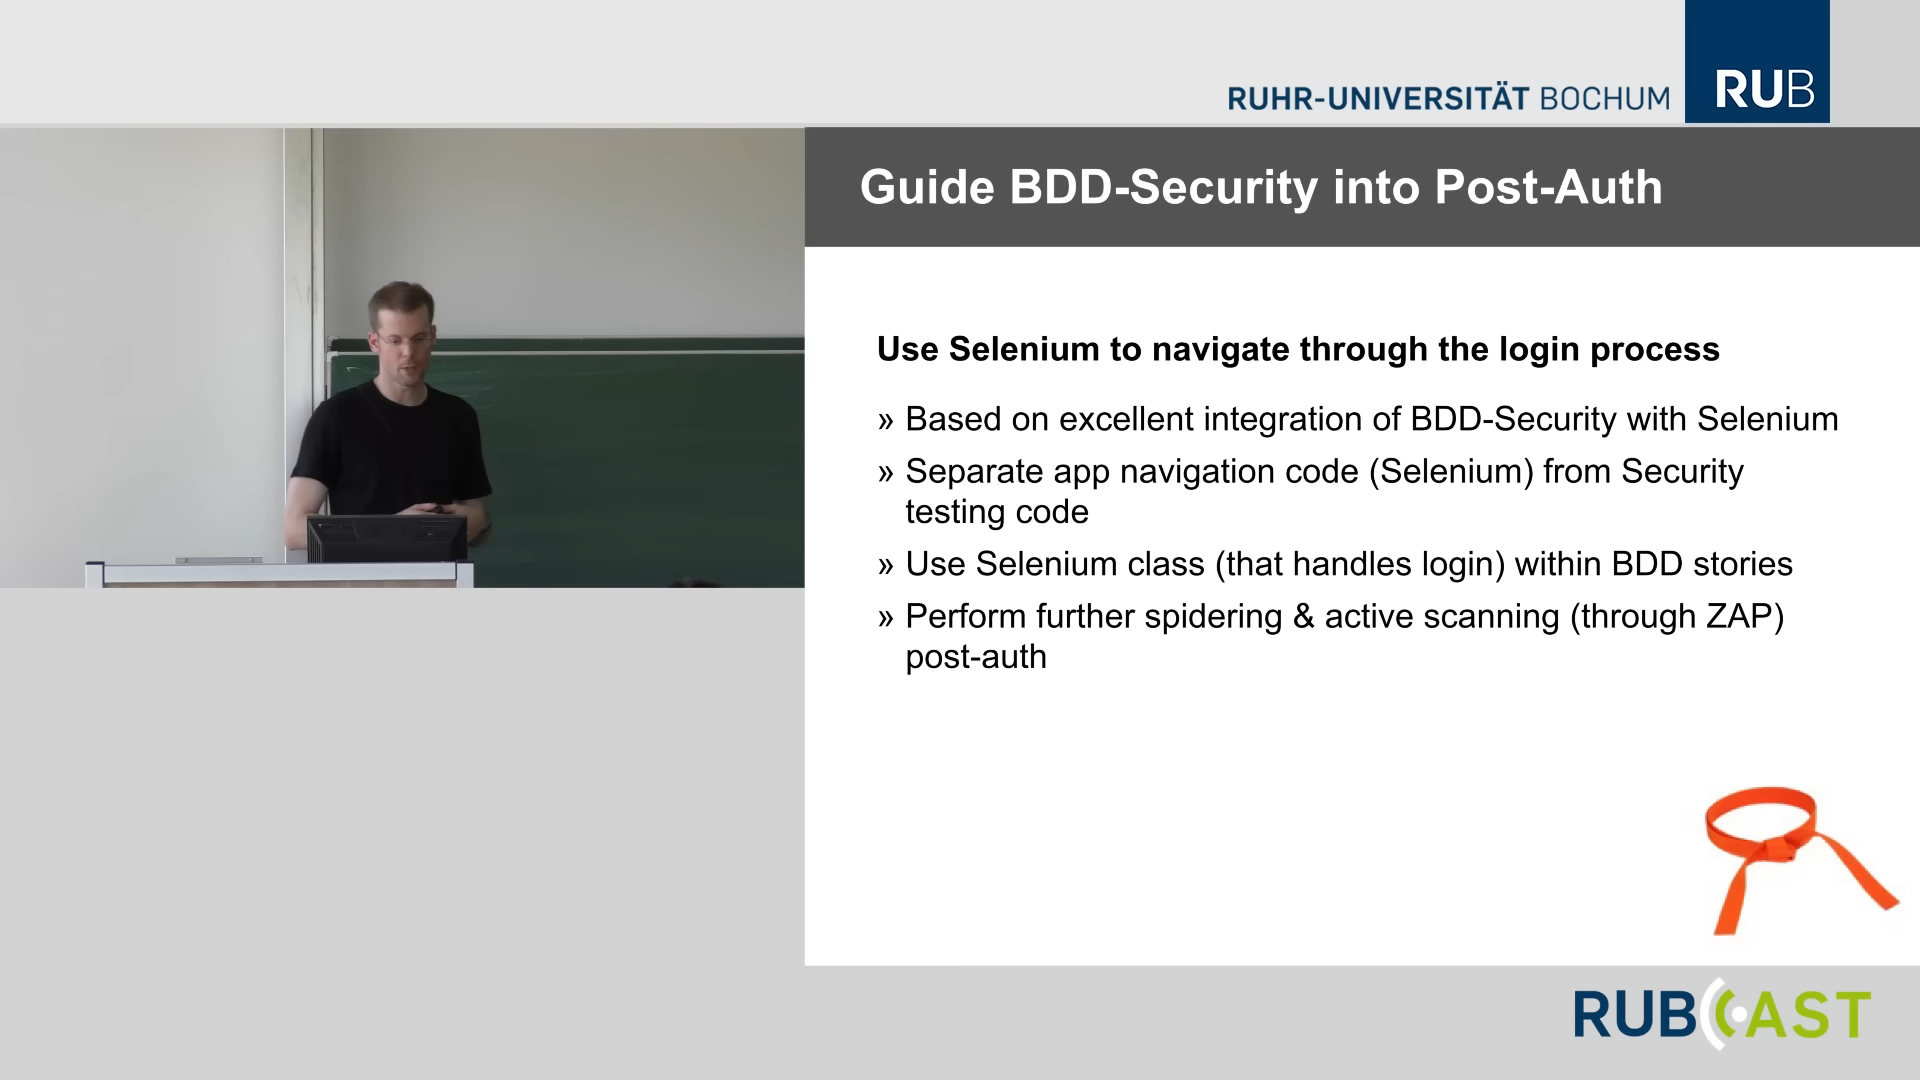 RUHR-UNIVERSITÄT BOCHUM
RUB
Guide BDD-Security into Post-Auth
Use Selenium to navigate through the login process
» Based on excellent integration of BDD-Security with Selenium
» Separate app navigation code (Selenium) from Security
testing code
» Use Selenium class (that handles login) within BDD stories
» Perform further spidering & active scanning (through ZAP)
post-auth
RUBCAST